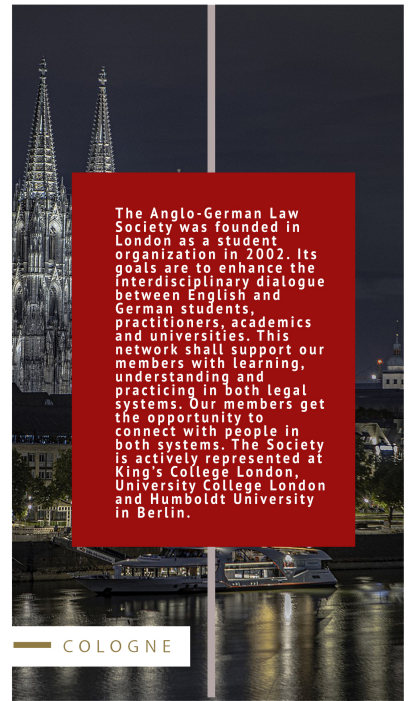 The Anglo-German Law
Society was founded in
London as a student
organization in 2002. Its
goals are to enhance the
interdisciplinary dialogue
between English and
German students,
practitioners, academics
and universities. This
network shall support our
members with learning,
understanding and
practicing in both legal
systems. Our members get
the opportunity to
connect with people in
both systems. The Society
is actively represented at
King's College London,
University College London
and Humboldt University
in Berlin.
COLOGNE